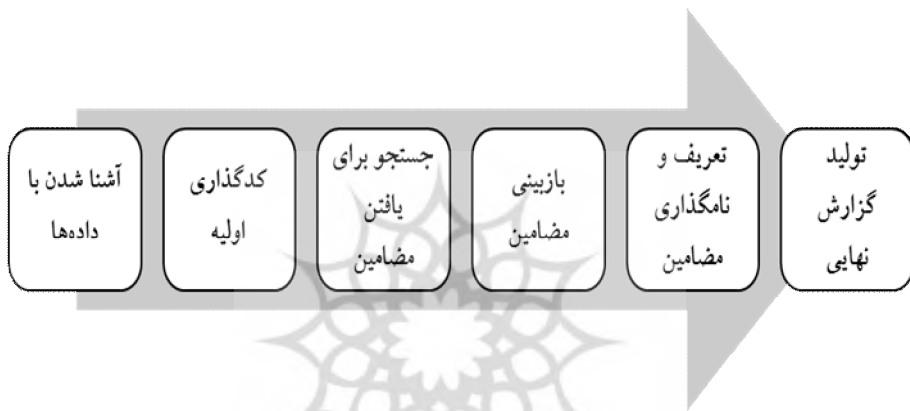 آشنا شدن با
داده‌ها
کدگذاری
اولیه
جستجو برای
یافتن
مضامین
بازبینی
مضامین
تعریف و
نامگذاری
مضامین
تولید
گزارش
نهایی